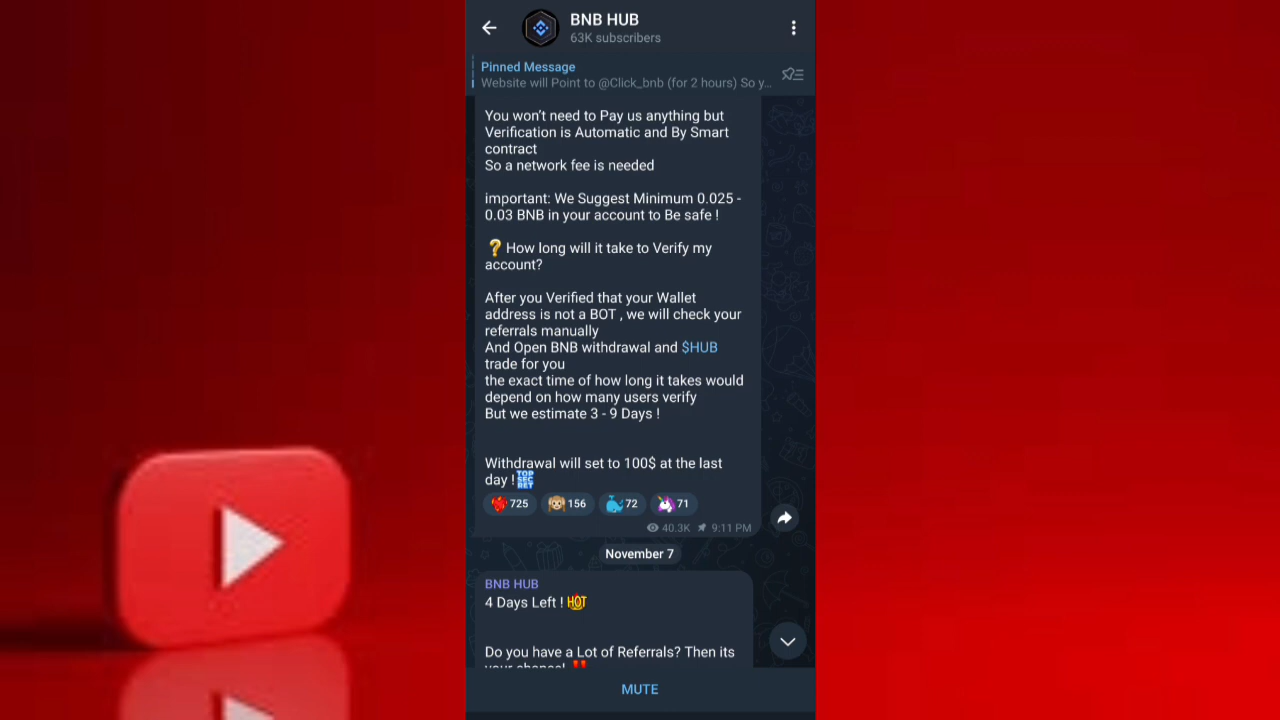 BNB HUB
63K subscribers
Pinned Message
Website will Point to @Click_bnb (for 2 hours) So y...
You won't need to Pay us anything but
Verification is Automatic and By Smart
contract
So a network fee is needed
important: We Suggest Minimum 0.025 -
0.03 BNB in your account to Be safe !
❓ How long will it take to Verify my
account?
After you Verified that your Wallet
address is not a BOT , we will check your
referrals manually
And Open BNB withdrawal and $HUB
trade for you
the exact time of how long it takes would
depend on how many users verify
But we estimate 3 - 9 Days !
Withdrawal will set to 100$ at the last
day ! TOP SEC RET
725 156 72 71
40.3K 9:11 PM
November 7
BNB HUB
4 Days Left ! HOT
Do you have a Lot of Referrals? Then its
your chance! ‼
MUTE